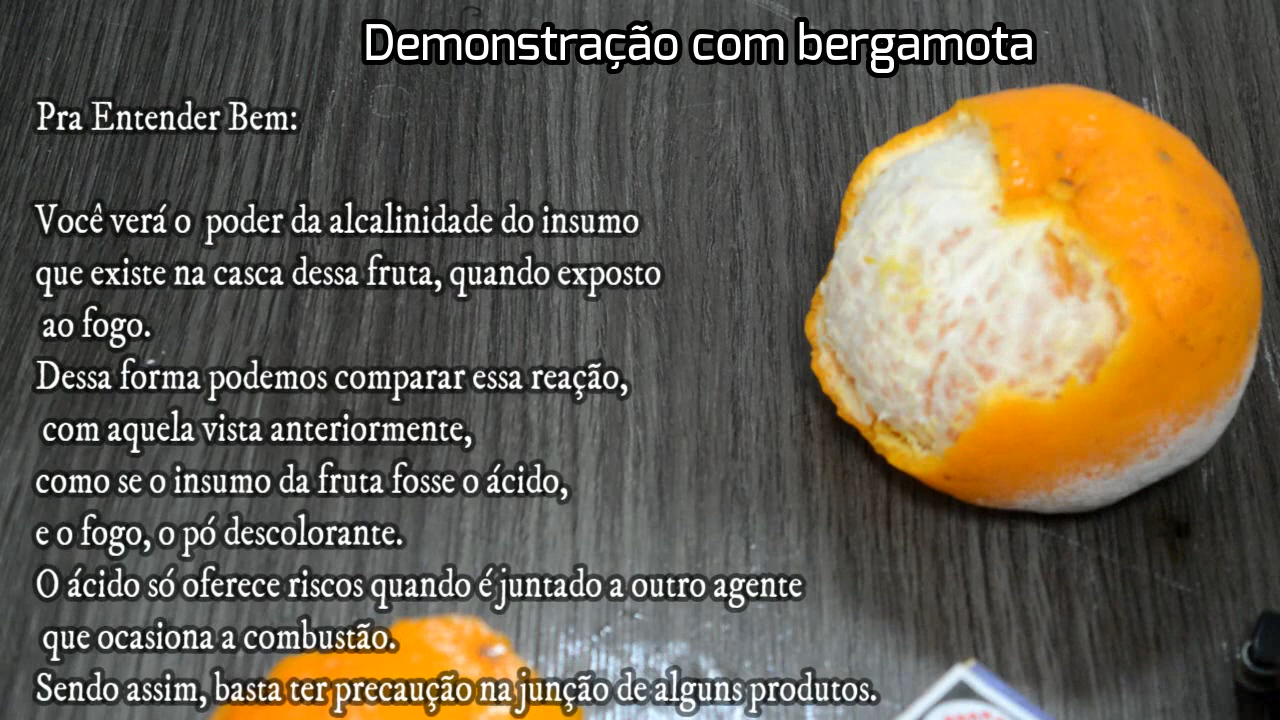 Demonstração com bergamota
Pra Entender Bem:
Você verá o poder da alcalinidade do insumo
que existe na casca dessa fruta, quando exposto
ao fogo.
Dessa forma podemos comparar essa reação,
com aquela vista anteriormente,
como se o insumo da fruta fosse o ácido,
e o fogo, o pó descolorante.
O ácido só oferece riscos quando é juntado a outro agente
que ocasiona a combustão.
Sendo assim, basta ter precaução na junção de alguns produtos.